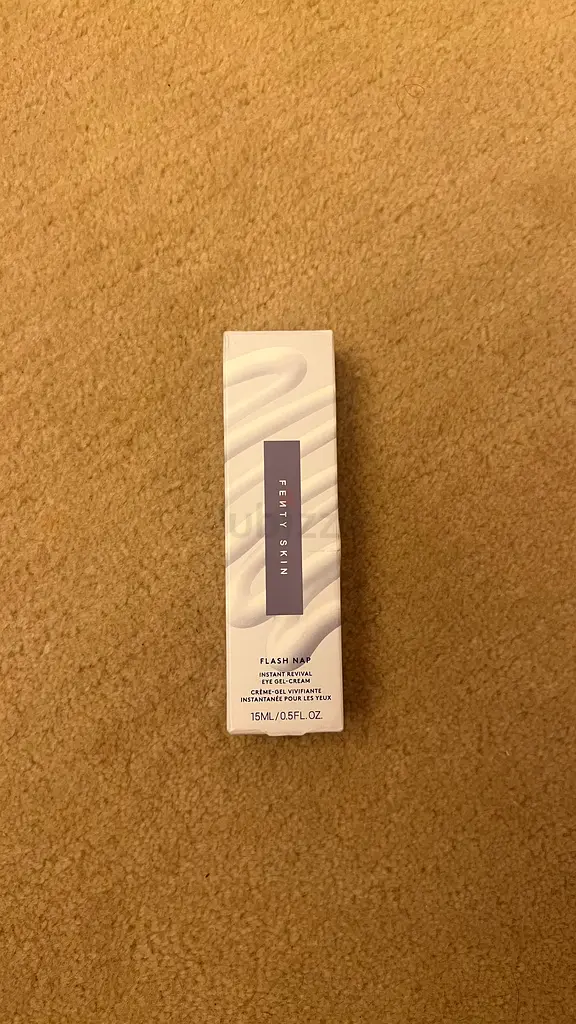 FEИTY SKIN
FLASH NAP
INSTANT REVIVAL
EYE GEL-CREAM
CRÈME-GEL VIVIFIANTE
INSTANTANÉE POUR LES YEUX
15ML/0.5FL.OZ.